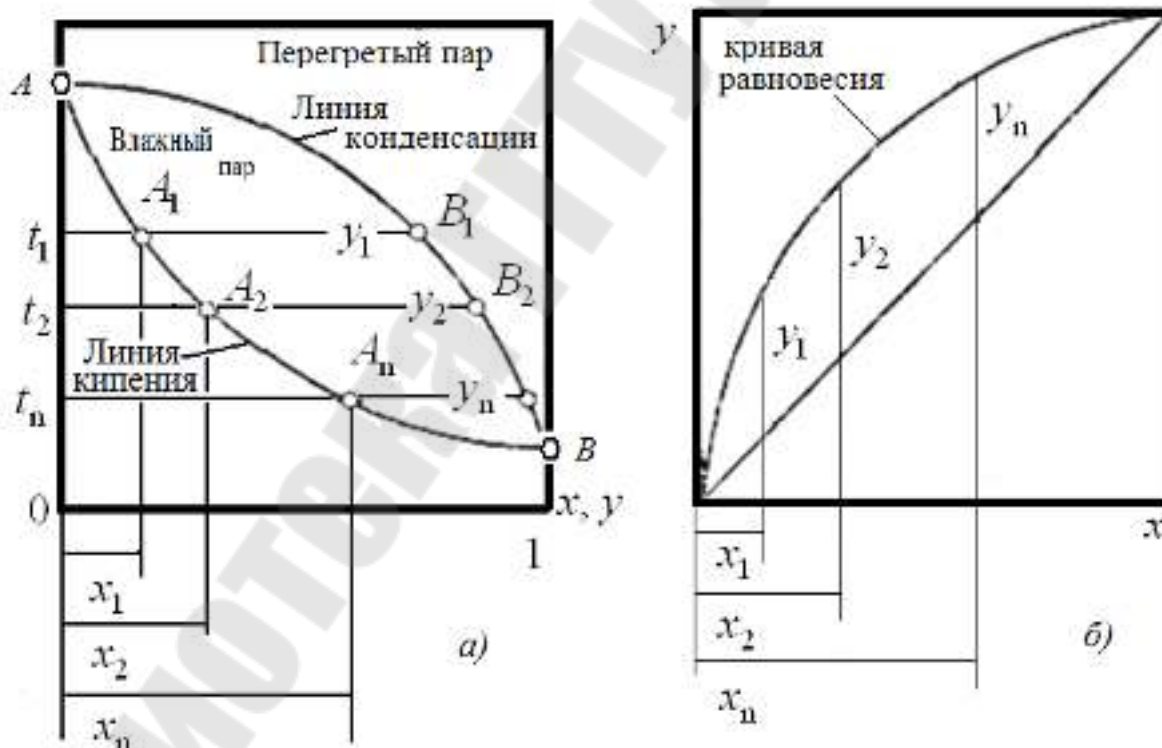 Перегретый пар
A
Линия
конденсации
Влажный
пар
A₁
B₁
t₁
y₁
A₂
B₂
t₂
y₂
Линия
кипения
Aₙ
tₙ
yₙ
B
0
x, y
1
x₁
x₂
xₙ
а)
y
кривая
равновесия
yₙ
y₂
y₁
x
x₁
x₂
xₙ
б)